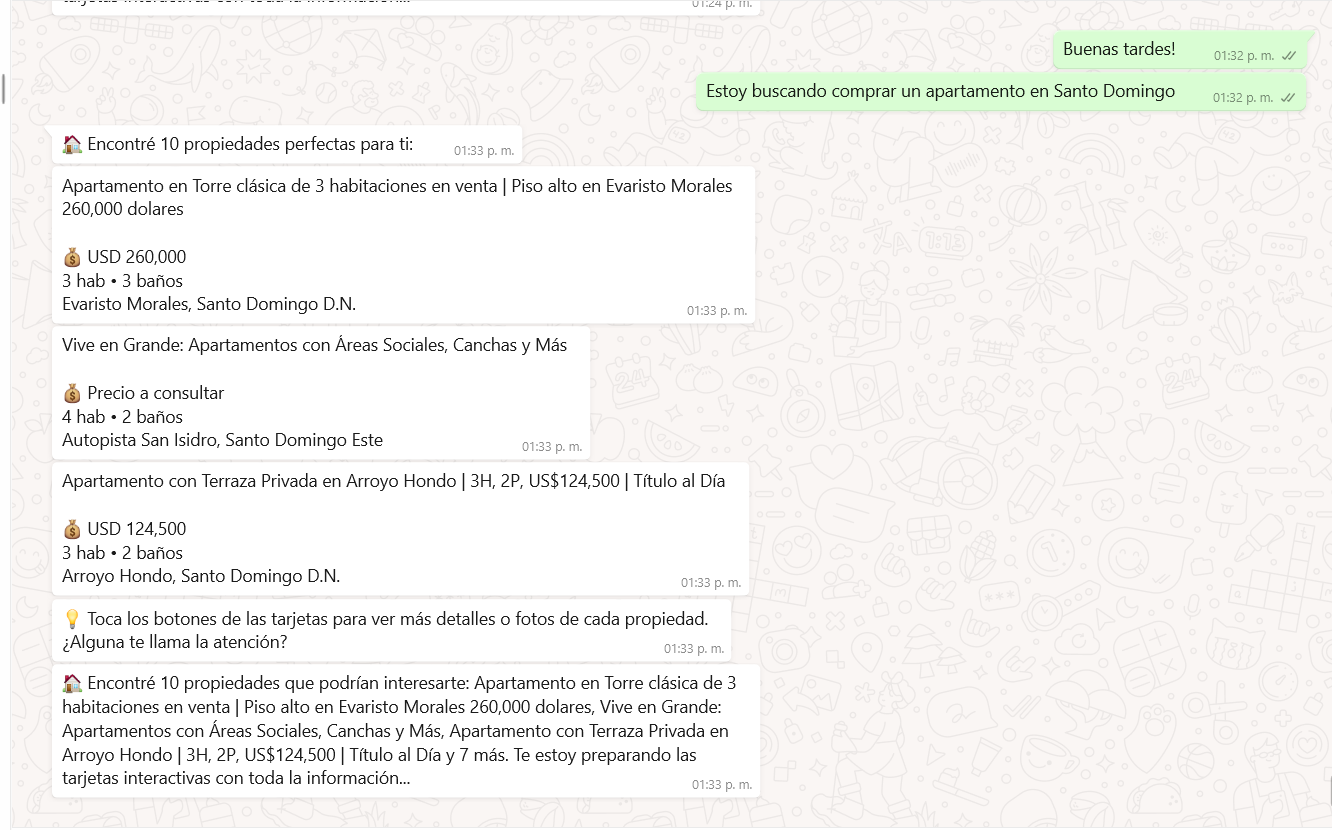 tarjetas interactivas con toda la información...
01:24 p. m.
Buenas tardes!
01:32 p. m.
Estoy buscando comprar un apartamento en Santo Domingo
01:32 p. m.
🏠 Encontré 10 propiedades perfectas para ti:
01:33 p. m.
Apartamento en Torre clásica de 3 habitaciones en venta | Piso alto en Evaristo Morales
260,000 dolares
💰 USD 260,000
3 hab • 3 baños
Evaristo Morales, Santo Domingo D.N.
01:33 p. m.
Vive en Grande: Apartamentos con Áreas Sociales, Canchas y Más
💰 Precio a consultar
4 hab • 2 baños
Autopista San Isidro, Santo Domingo Este
01:33 p. m.
Apartamento con Terraza Privada en Arroyo Hondo | 3H, 2P, US$124,500 | Título al Día
💰 USD 124,500
3 hab • 2 baños
Arroyo Hondo, Santo Domingo D.N.
01:33 p. m.
💡 Toca los botones de las tarjetas para ver más detalles o fotos de cada propiedad.
¿Alguna te llama la atención?
01:33 p. m.
🏠 Encontré 10 propiedades que podrían interesarte: Apartamento en Torre clásica de 3
habitaciones en venta | Piso alto en Evaristo Morales 260,000 dolares, Vive en Grande:
Apartamentos con Áreas Sociales, Canchas y Más, Apartamento con Terraza Privada en
Arroyo Hondo | 3H, 2P, US$124,500 | Título al Día y 7 más. Te estoy preparando las
tarjetas interactivas con toda la información...
01:33 p. m.